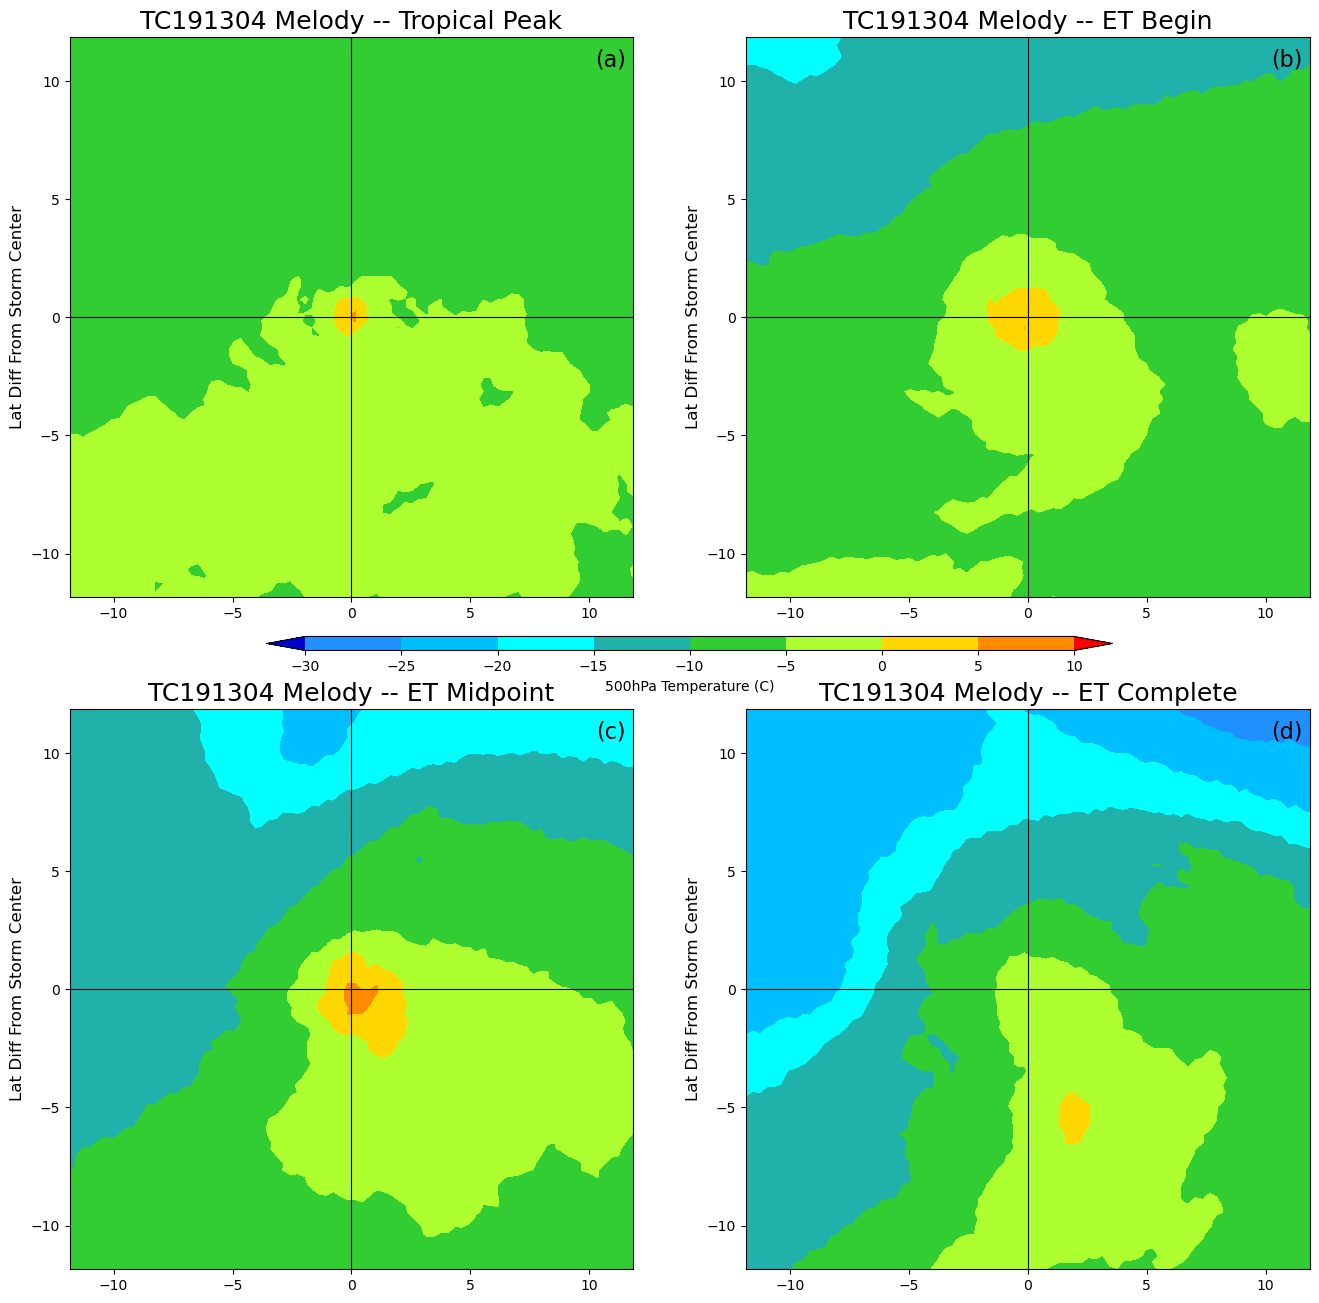 TC191304 Melody -- Tropical Peak
TC191304 Melody -- ET Begin
(a)
(b)
Lat Diff From Storm Center
Lat Diff From Storm Center
10
5
0
−5
−10
10
5
0
−5
−10
−10 −5 0 5 10
−10 −5 0 5 10
−30 −25 −20 −15 −10 −5 0 5 10
500hPa Temperature (C)
TC191304 Melody -- ET Midpoint
TC191304 Melody -- ET Complete
(c)
(d)
Lat Diff From Storm Center
Lat Diff From Storm Center
10
5
0
−5
−10
10
5
0
−5
−10
−10 −5 0 5 10
−10 −5 0 5 10